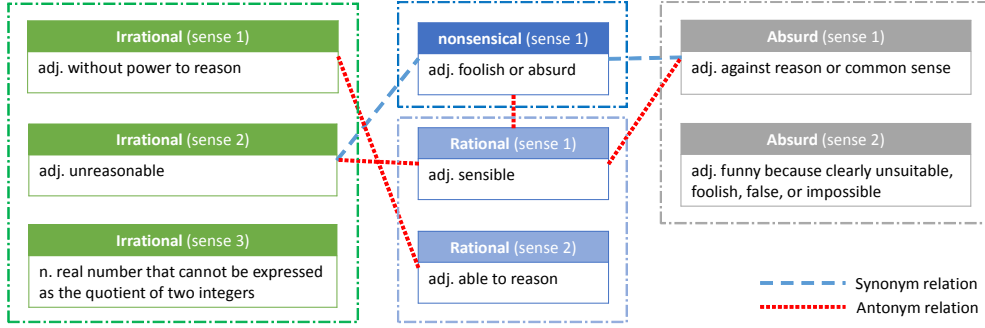 Irrational (sense 1)
adj. without power to reason
Irrational (sense 2)
adj. unreasonable
Irrational (sense 3)
n. real number that cannot be expressed
as the quotient of two integers
nonsensical (sense 1)
adj. foolish or absurd
Rational (sense 1)
adj. sensible
Rational (sense 2)
adj. able to reason
Absurd (sense 1)
adj. against reason or common sense
Absurd (sense 2)
adj. funny because clearly unsuitable,
foolish, false, or impossible
Synonym relation
Antonym relation